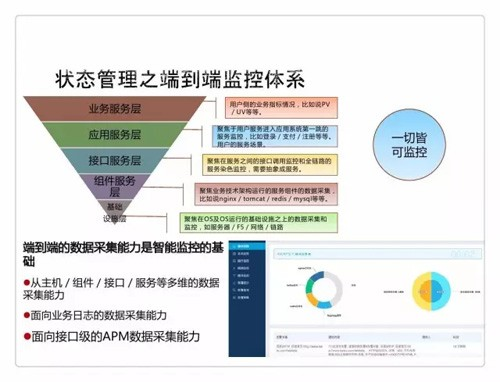 状态管理之端到端监控体系
业务服务层
用户侧的业务指标情况，比如说PV
/ UV等等。
应用服务层
聚焦于用户服务进入应用系统第一跳的
服务监控，比如登录 / 支付 / 注册等等。
用户的服务场景。
接口服务层
聚焦在服务之间的接口调用监控和全链路的
服务染色监控，需要抽象成服务。
组件服务
层
聚焦业务技术架构运行的服务组件的数据采集，
比如说nginx / tomcat / redis / mysql等等。
基础
设施层
聚焦在OS及OS运行的基础设施之上的数据采集和
监控，如服务器 / F5 / 网络 / 链路
一切皆
可监控
端到端的数据采集能力是智能监控的基
础
从主机 / 组件 / 接口 / 服务等多维的数据
采集能力
面向业务日志的数据采集能力
面向接口级的APM数据采集能力